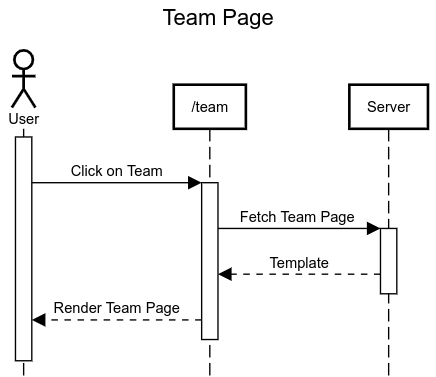 Team Page
User
/team
Server
Click on Team
Fetch Team Page
Template
Render Team Page